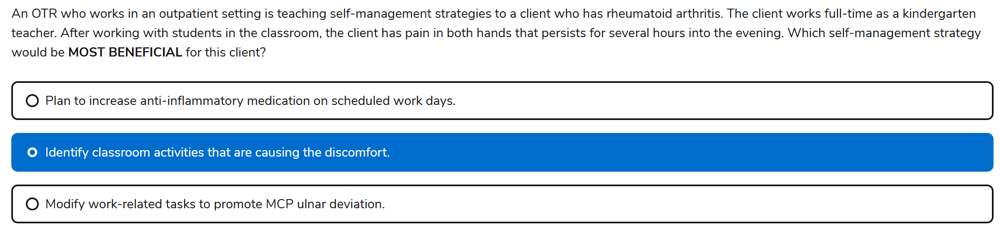 An OTR who works in an outpatient setting is teaching self-management strategies to a client who has rheumatoid arthritis. The client works full-time as a kindergarten
teacher. After working with students in the classroom, the client has pain in both hands that persists for several hours into the evening. Which self-management strategy
would be MOST BENEFICIAL for this client?
Plan to increase anti-inflammatory medication on scheduled work days.
Identify classroom activities that are causing the discomfort.
Modify work-related tasks to promote MCP ulnar deviation.